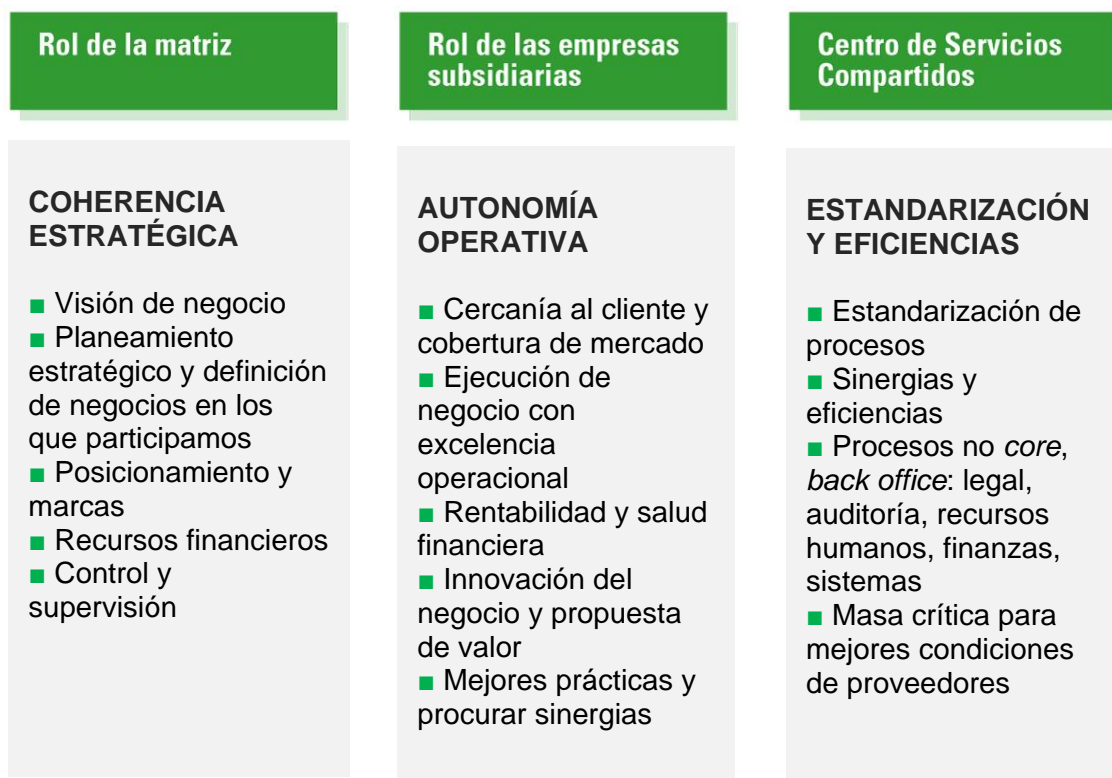 Rol de la matriz
COHERENCIA
ESTRATÉGICA
■ Visión de negocio
■ Planeamiento
estratégico y definición
de negocios en los
que participamos
■ Posicionamiento y
marcas
■ Recursos financieros
■ Control y
supervisión
Rol de las empresas
subsidiarias
AUTONOMÍA
OPERATIVA
■ Cercanía al cliente y
cobertura de mercado
■ Ejecución de
negocio con
excelencia
operacional
■ Rentabilidad y salud
financiera
■ Innovación del
negocio y propuesta
de valor
■ Mejores prácticas y
procurar sinergias
Centro de Servicios
Compartidos
ESTANDARIZACIÓN
Y EFICIENCIAS
■ Estandarización de
procesos
■ Sinergias y
eficiencias
■ Procesos no core,
back office: legal,
auditoría, recursos
humanos, finanzas,
sistemas
■ Masa crítica para
mejores condiciones
de proveedores